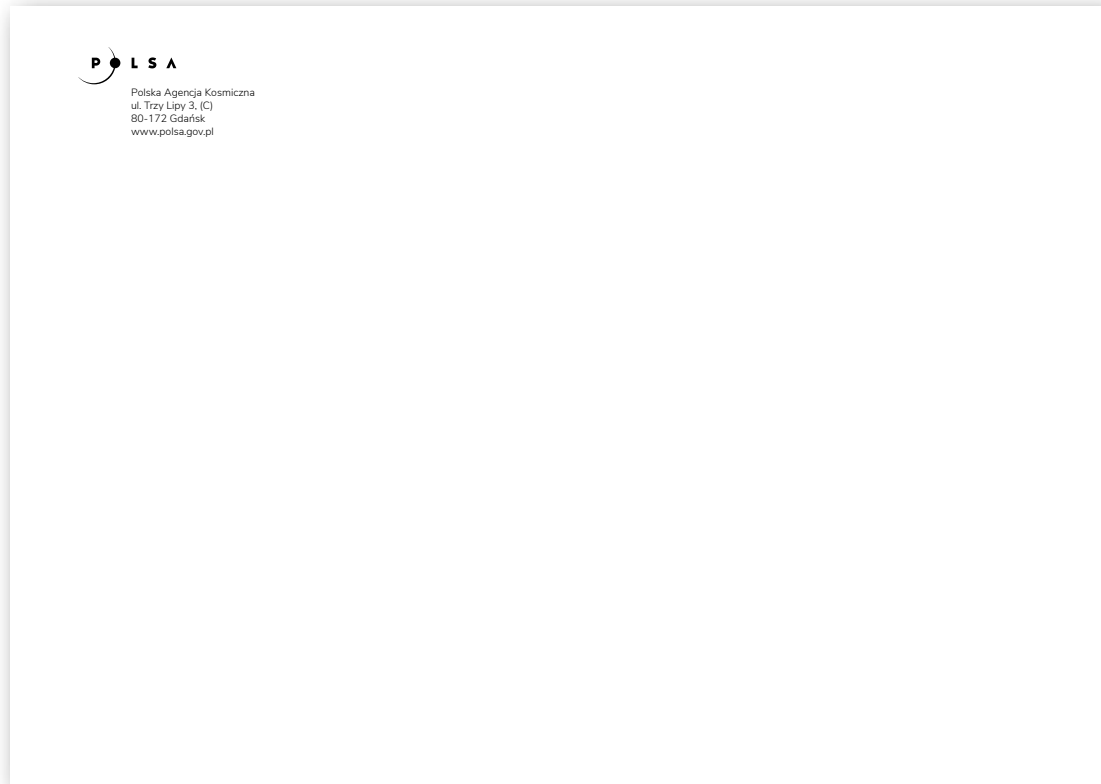 POLSA
Polska Agencja Kosmiczna
ul. Trzy Lipy 3, (C)
80-172 Gdańsk
www.polsa.gov.pl